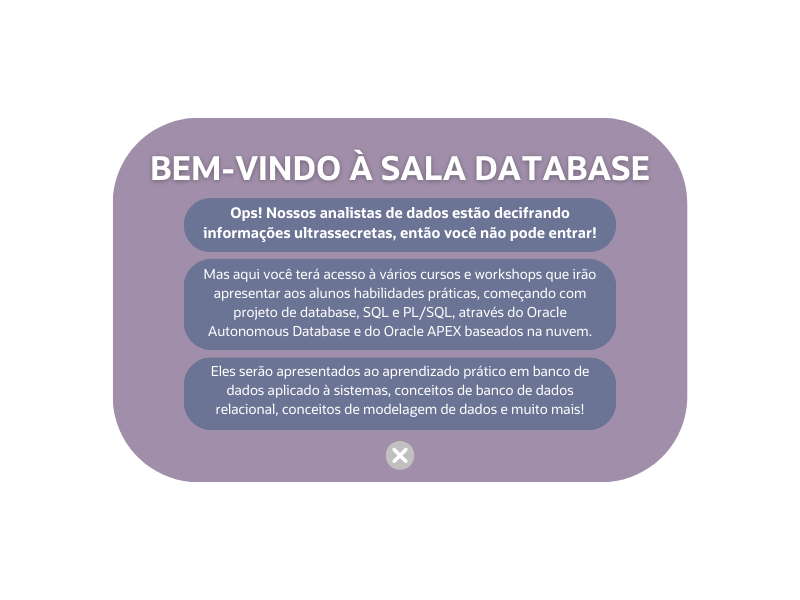 BEM-VINDO À SALA DATABASE
Ops! Nossos analistas de dados estão decifrando
informações ultrassecretas, então você não pode entrar!
Mas aqui você terá acesso à vários cursos e workshops que irão
apresentar aos alunos habilidades práticas, começando com
projeto de database, SQL e PL/SQL, através do Oracle
Autonomous Database e do Oracle APEX baseados na nuvem.
Eles serão apresentados ao aprendizado prático em banco de
dados aplicado à sistemas, conceitos de banco de dados
relacional, conceitos de modelagem de dados e muito mais!